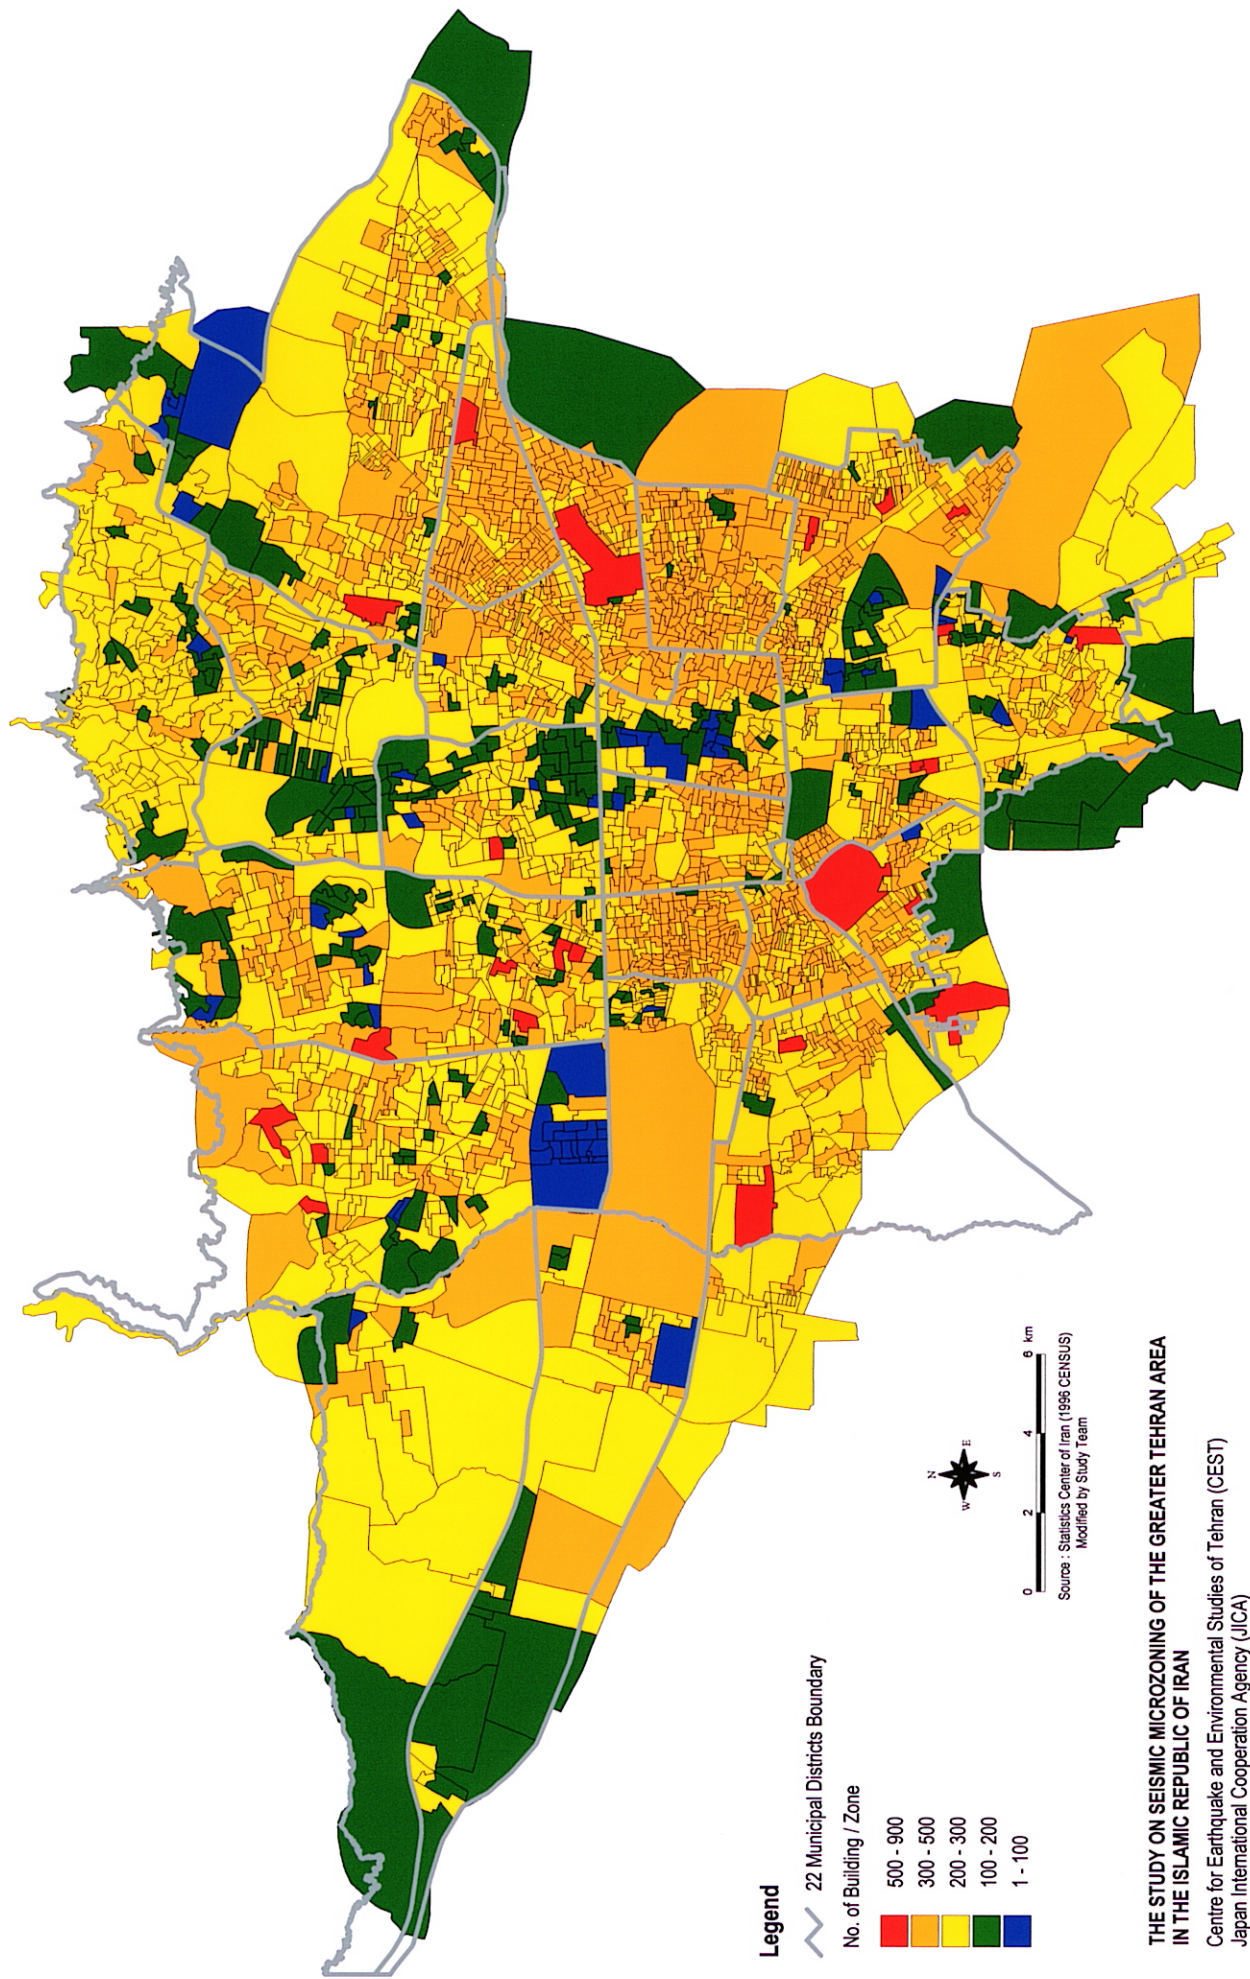 N
W
E
S
0 2 4 6 km
Source : Statistics Center of Iran (1996 CENSUS)
Modified by Study Team
Legend
22 Municipal Districts Boundary
No. of Building / Zone
500 - 900
300 - 500
200 - 300
100 - 200
1 - 100
THE STUDY ON SEISMIC MICROZONING OF THE GREATER TEHRAN AREA
IN THE ISLAMIC REPUBLIC OF IRAN
Centre for Earthquake and Environmental Studies of Tehran (CEST)
Japan International Cooperation Agency (JICA)